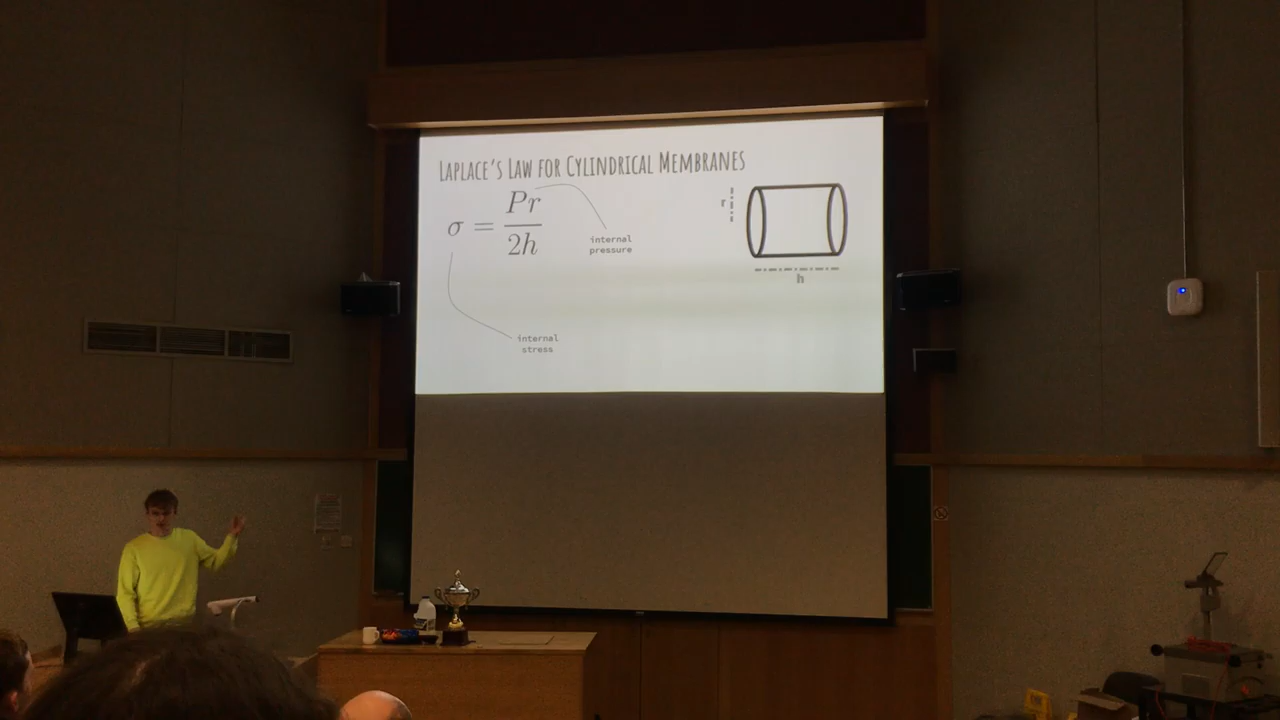 Laplace's Law for Cylindrical Membranes
σ = Pr / 2h
internal
pressure
internal
stress
r
h